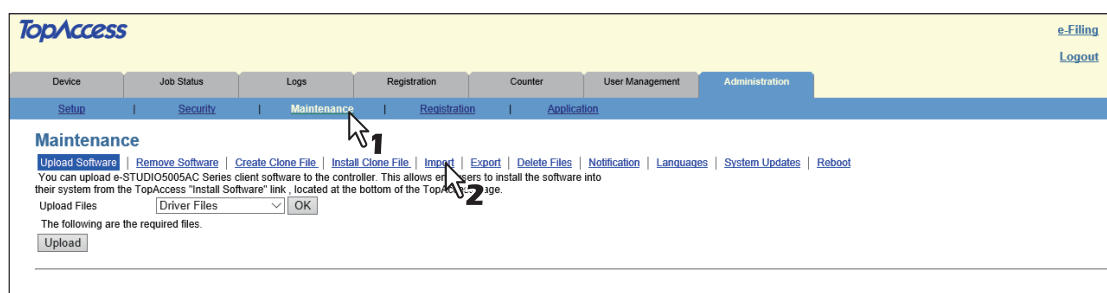 TopAccess
e-Filing
Logout
Device Job Status Logs Registration Counter User Management Administration
Setup | Security | Maintenance | Registration | Application
1
Maintenance
Upload Software | Remove Software | Create Clone File | Install Clone File | Import | Export | Delete Files | Notification | Languages | System Updates | Reboot
You can upload e-STUDIO5005AC Series client software to the controller. This allows end users to install the software into
their system from the TopAccess "Install Software" link , located at the bottom of the TopAccess page.
2
Upload Files Driver Files OK
The following are the required files.
Upload